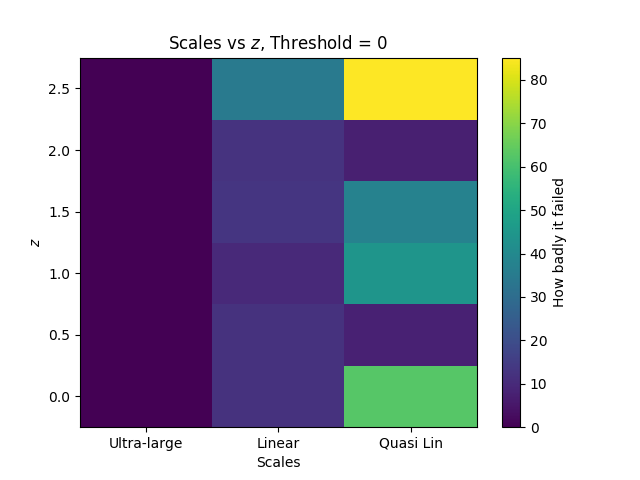 Scales vs z, Threshold = 0
2.5
2.0
1.5
1.0
0.5
0.0
z
Ultra-large
Linear
Quasi Lin
Scales
80
70
60
50
40
30
20
10
0
How badly it failed